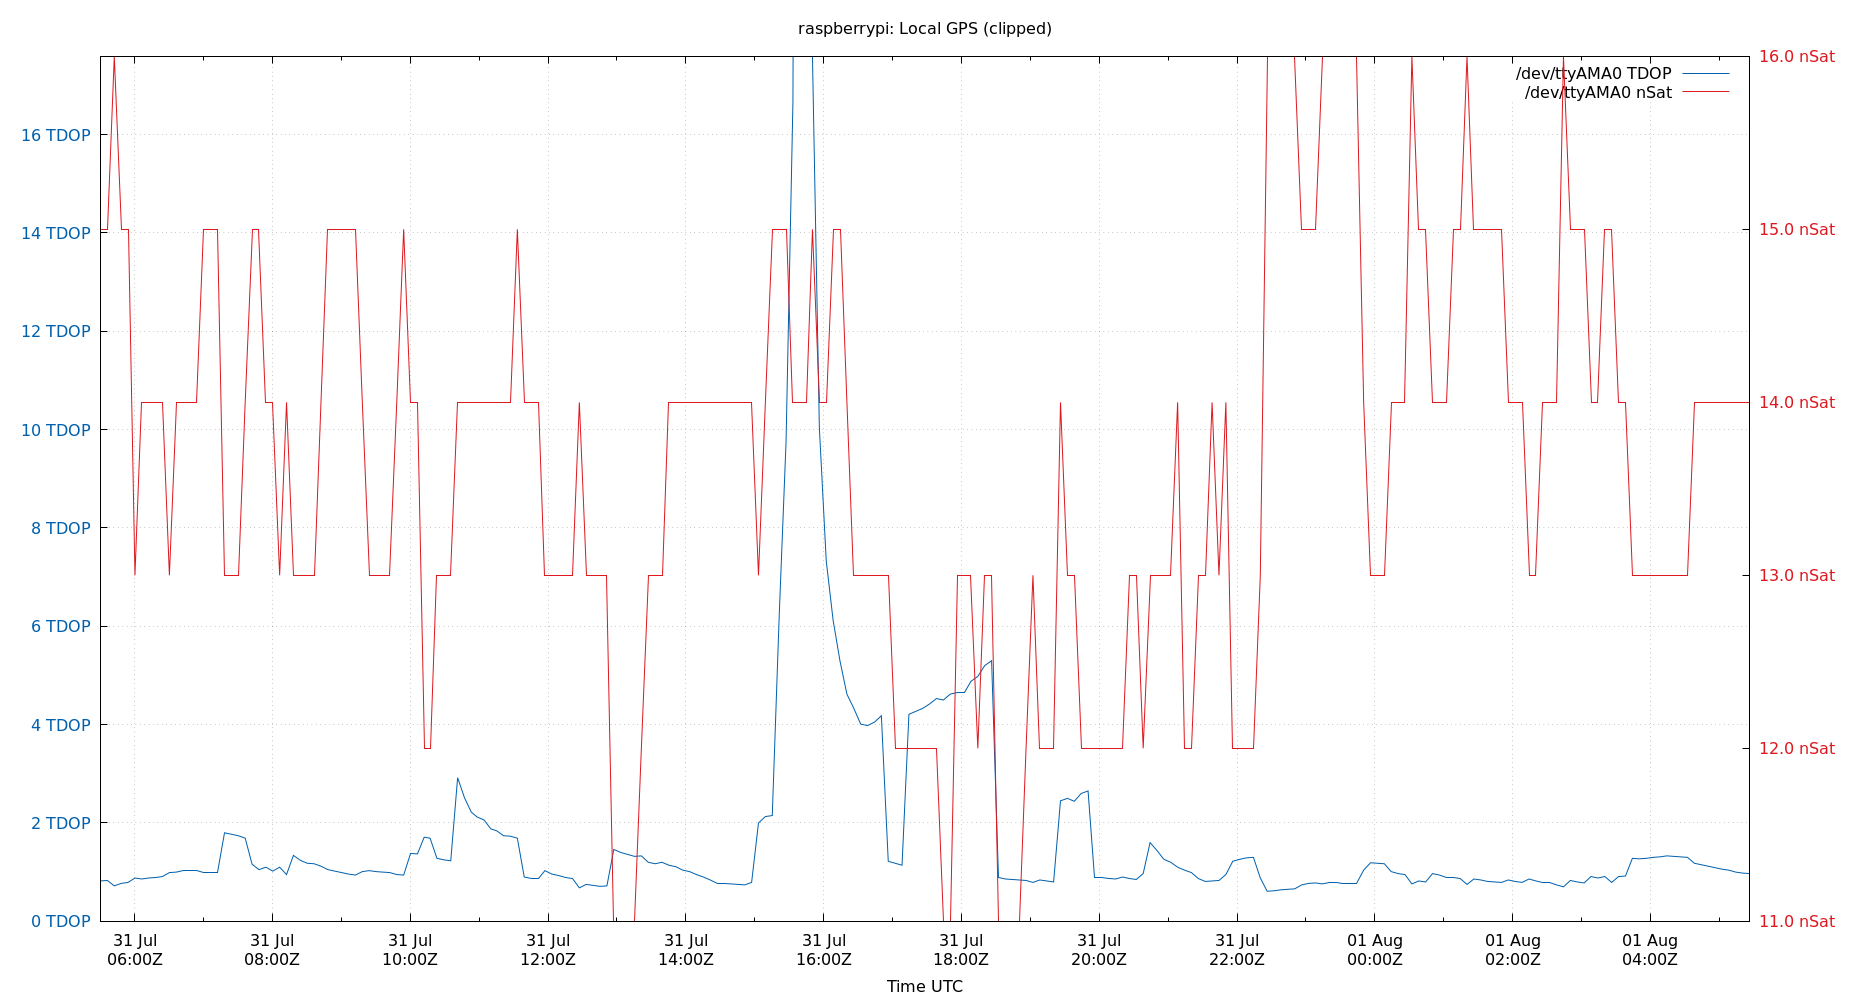 raspberrypi: Local GPS (clipped)
16.0 nSat
/dev/ttyAMA0 TDOP
/dev/ttyAMA0 nSat
16 TDOP
15.0 nSat
14 TDOP
12 TDOP
14.0 nSat
10 TDOP
8 TDOP
13.0 nSat
6 TDOP
4 TDOP
12.0 nSat
2 TDOP
0 TDOP
11.0 nSat
31 Jul 31 Jul 31 Jul 31 Jul 31 Jul 31 Jul 31 Jul 31 Jul 31 Jul 01 Aug 01 Aug 01 Aug
06:00Z 08:00Z 10:00Z 12:00Z 14:00Z 16:00Z 18:00Z 20:00Z 22:00Z 00:00Z 02:00Z 04:00Z
Time UTC